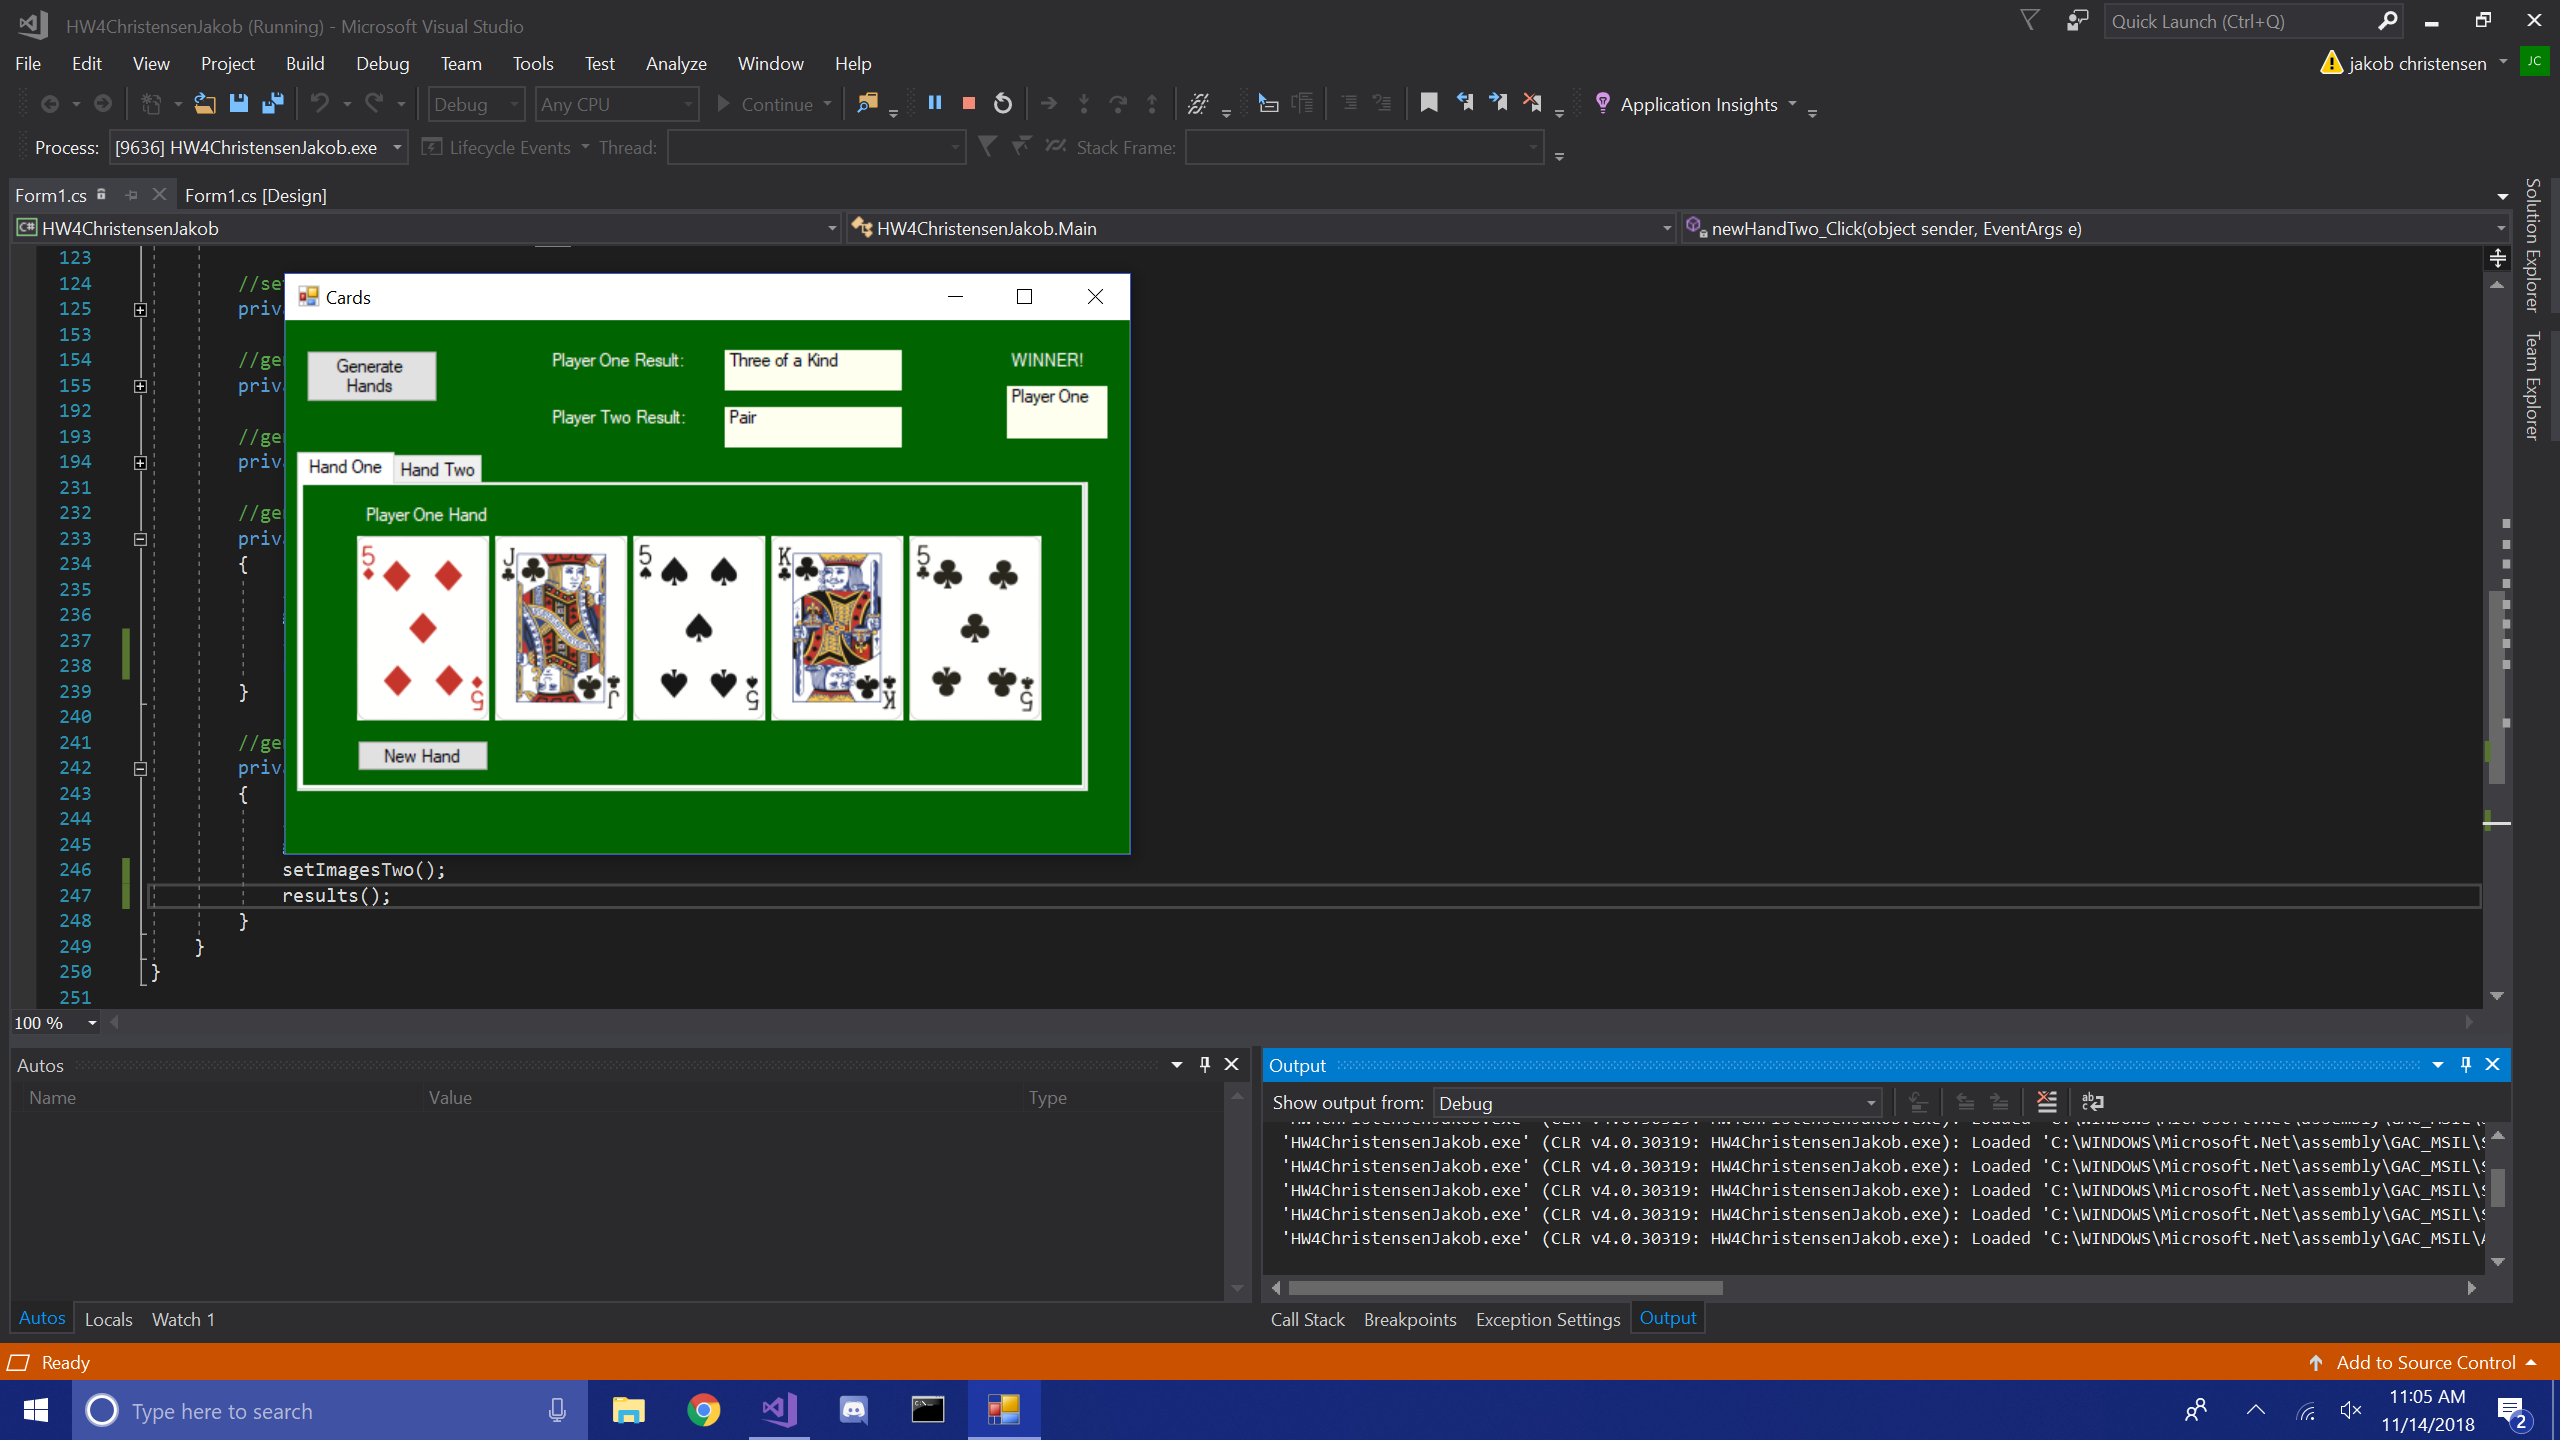 HW4ChristensenJakob (Running) - Microsoft Visual Studio
Quick Launch (Ctrl+Q)
File Edit View Project Build Debug Team Tools Test Analyze Window Help
jakob christensen JC
Debug Any CPU Continue Application Insights
Process: [9636] HW4ChristensenJakob.exe Lifecycle Events Thread: Stack Frame:
Form1.cs Form1.cs [Design]
C# HW4ChristensenJakob HW4ChristensenJakob.Main newHandTwo_Click(object sender, EventArgs e)
Solution Explorer
Team Explorer
123
124 //se
125 priv
153
154 //ge
155 priv
192
193 //ge
194 priv
231
232 //ge
233 priv
234 {
235
236
237
238
239 }
240
241 //ge
242 priv
243 {
244
245
246 setImagesTwo();
247 results();
248 }
249 }
250 }
251
Cards
Generate
Hands
Player One Result: Three of a Kind
WINNER!
Player One
Player Two Result: Pair
Hand One Hand Two
Player One Hand
5 J 5 K 5
5 J 5 K 5
New Hand
100 %
Autos
Name Value Type
Autos Locals Watch 1
Output
Show output from: Debug
'HW4ChristensenJakob.exe' (CLR v4.0.30319: HW4ChristensenJakob.exe): Loaded 'C:\WINDOWS\Microsoft.Net\assembly\GAC_MSIL\S
'HW4ChristensenJakob.exe' (CLR v4.0.30319: HW4ChristensenJakob.exe): Loaded 'C:\WINDOWS\Microsoft.Net\assembly\GAC_MSIL\S
'HW4ChristensenJakob.exe' (CLR v4.0.30319: HW4ChristensenJakob.exe): Loaded 'C:\WINDOWS\Microsoft.Net\assembly\GAC_MSIL\S
'HW4ChristensenJakob.exe' (CLR v4.0.30319: HW4ChristensenJakob.exe): Loaded 'C:\WINDOWS\Microsoft.Net\assembly\GAC_MSIL\S
'HW4ChristensenJakob.exe' (CLR v4.0.30319: HW4ChristensenJakob.exe): Loaded 'C:\WINDOWS\Microsoft.Net\assembly\GAC_MSIL\A
Call Stack Breakpoints Exception Settings Output
Ready
Add to Source Control
Type here to search
11:05 AM
11/14/2018
2